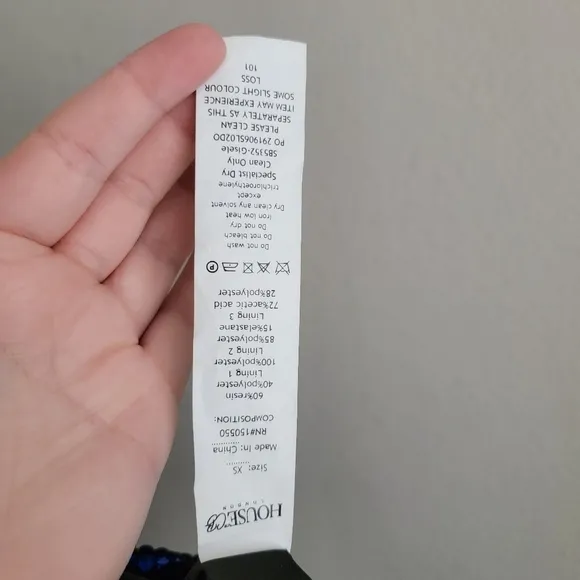 HOUSE OF CB
LONDON
Size: XS
Made In: China
RN#150550
COMPOSITION:
60%resin
40%polyester
Lining 1
100%polyester
Lining 2
85%polyester
15%elastane
Lining 3
72%acetic acid
28%polyester
P
Do not wash
Do not bleach
Do not dry
Iron low heat
Dry clean any solvent
except
trichloroethylene
Specialist Dry
Clean Only
SB5352-Gisele
PO 291906SL02DO
PLEASE CLEAN
SEPARATELY AS THIS
ITEM MAY EXPERIENCE
SOME SLIGHT COLOUR
LOSS
101